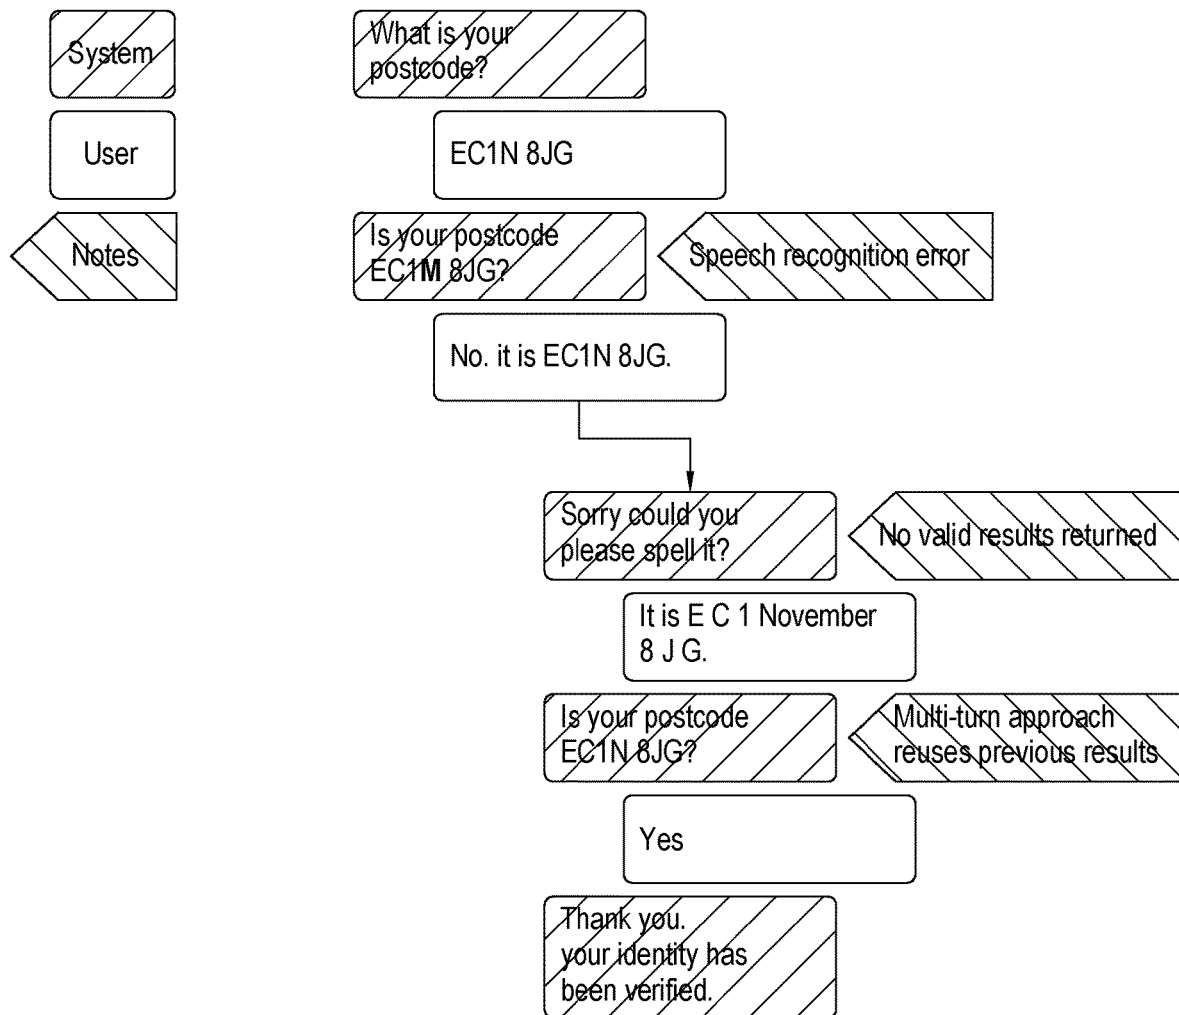 System
What is your
postcode?
User
EC1N 8JG
Notes
Is your postcode
EC1M 8JG?
Speech recognition error
No. it is EC1N 8JG.
Sorry could you
please spell it?
No valid results returned
It is E C 1 November
8 J G.
Is your postcode
EC1N 8JG?
Multi-turn approach
reuses previous results
Yes
Thank you.
your identity has
been verified.